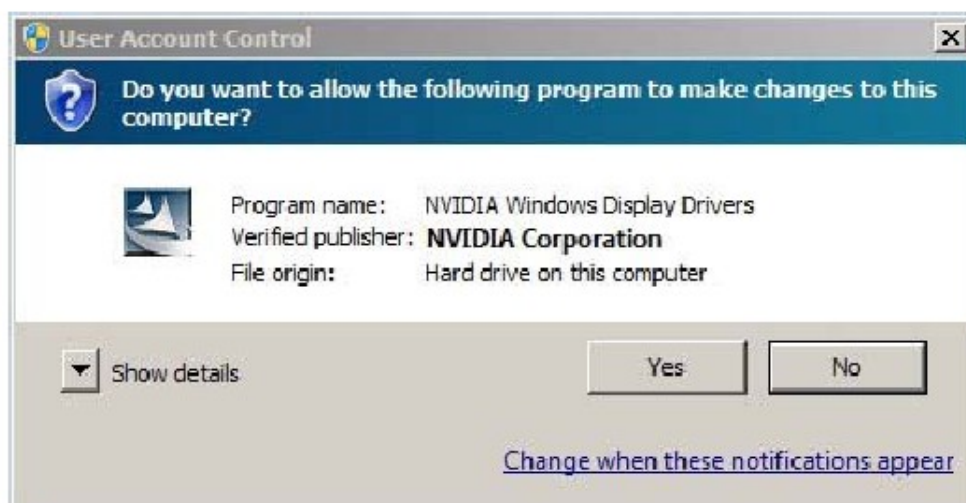 User Account Control
Do you want to allow the following program to make changes to this
computer?
Program name: NVIDIA Windows Display Drivers
Verified publisher: NVIDIA Corporation
File origin: Hard drive on this computer
Show details
Yes
No
Change when these notifications appear